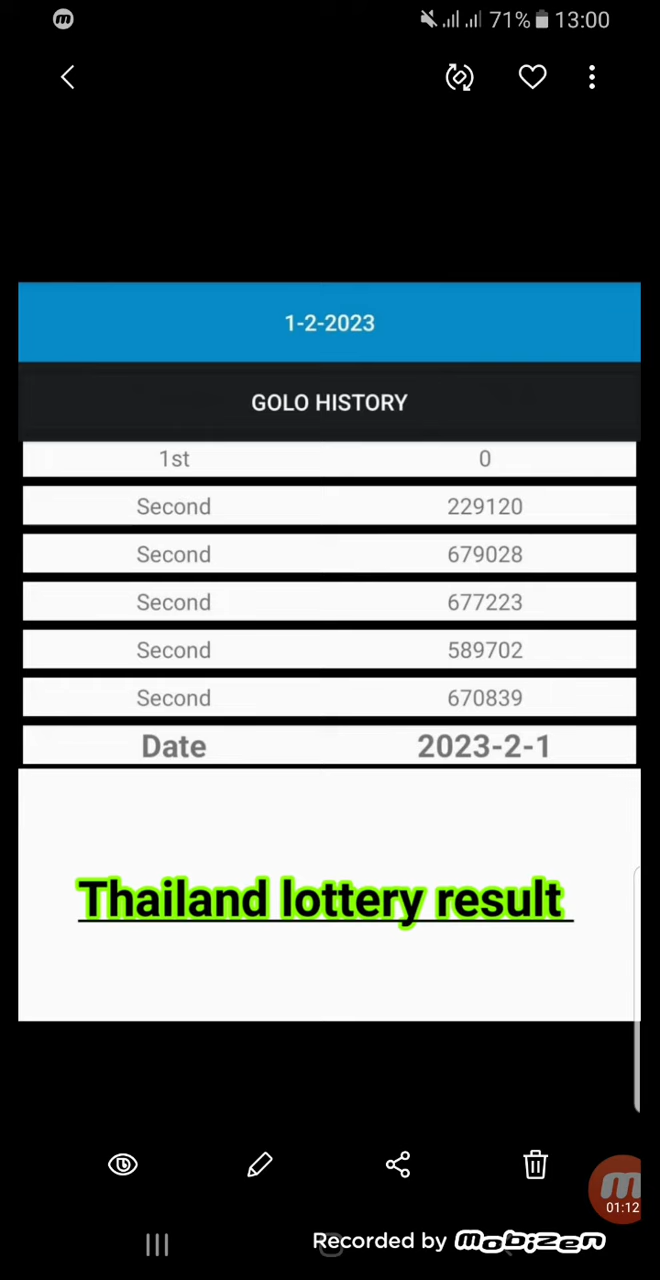 71% 13:00
1-2-2023
GOLO HISTORY
1st 0
Second 229120
Second 679028
Second 677223
Second 589702
Second 670839
Date 2023-2-1
Thailand lottery result
01:12
Recorded by mobizen